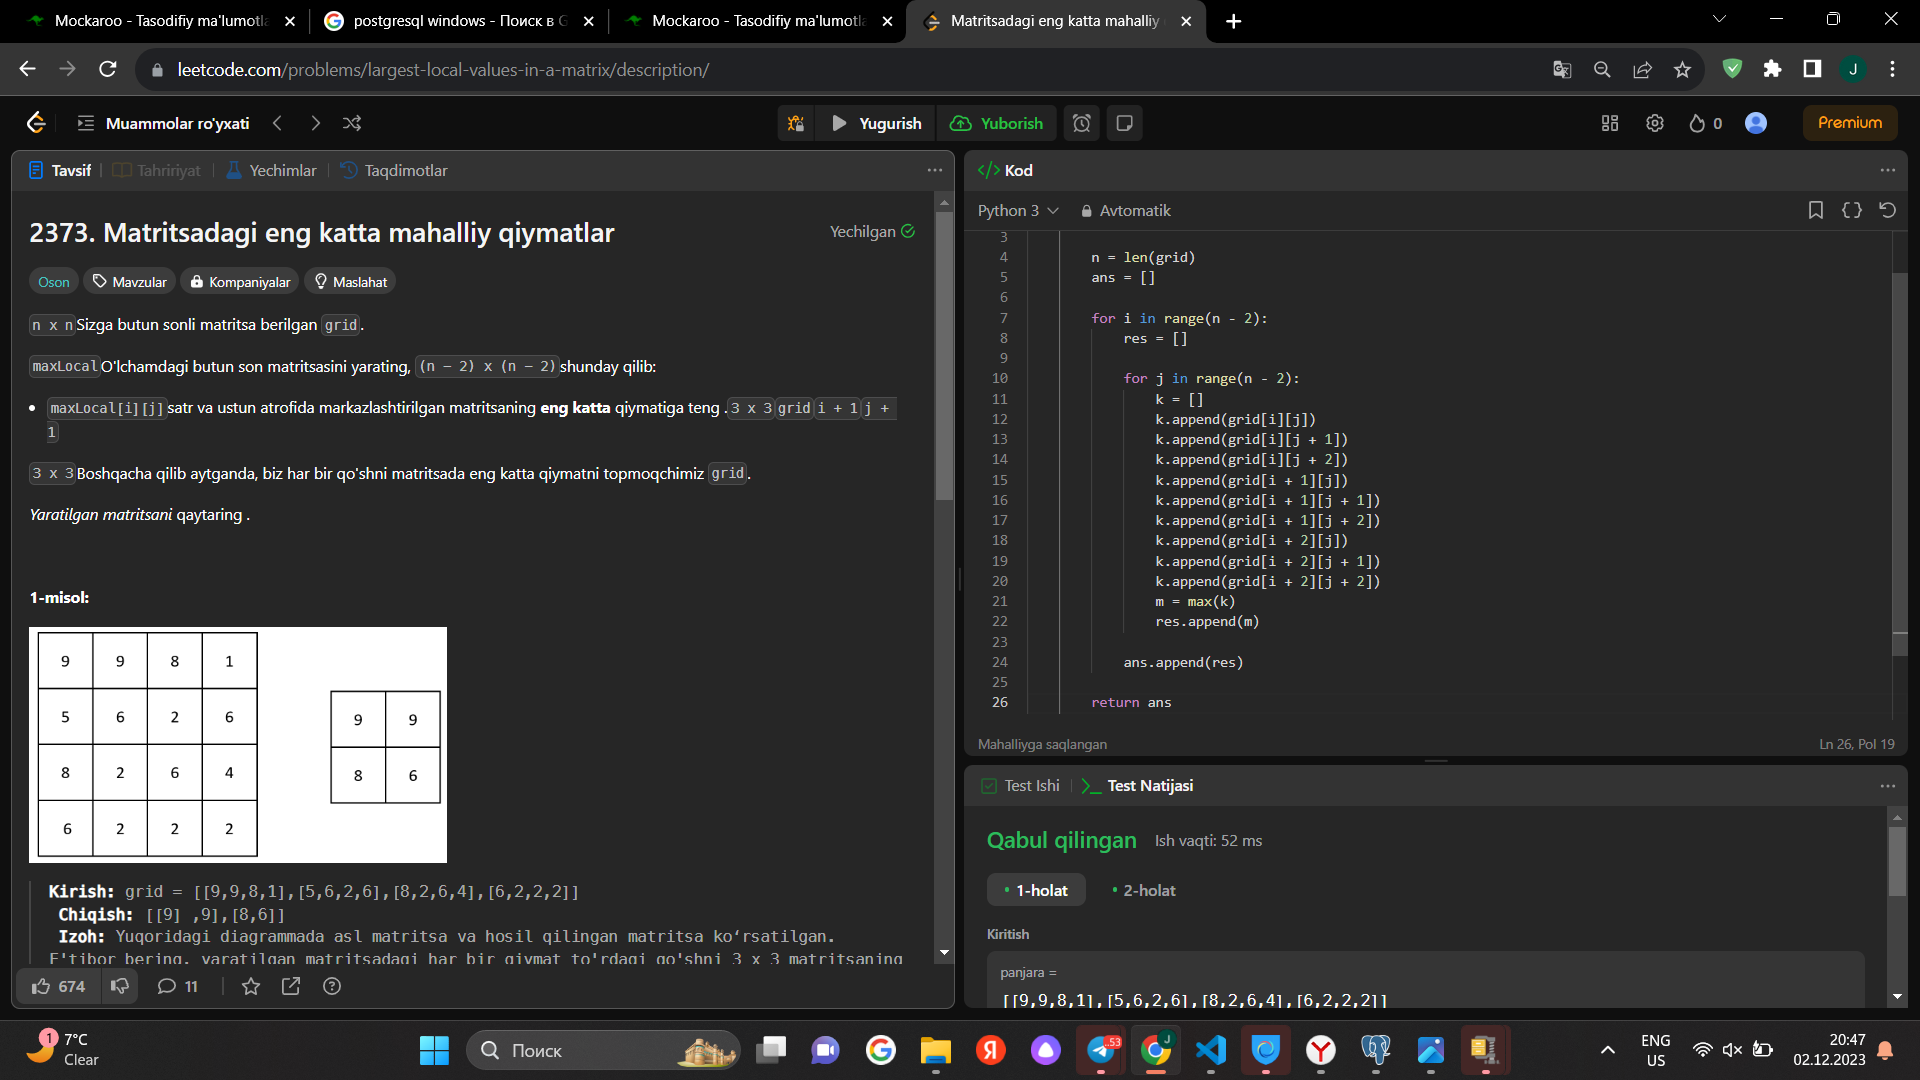 Mockaroo - Tasodifiy ma'lumotla
postgresql windows - Поиск в G
Mockaroo - Tasodifiy ma'lumotla
Matritsadagi eng katta mahalliy
leetcode.com/problems/largest-local-values-in-a-matrix/description/
J
Muammolar ro'yxati
Yugurish
Yuborish
0
Premium
Tavsif
Tahririyat
Yechimlar
Taqdimotlar
2373. Matritsadagi eng katta mahalliy qiymatlar
Yechilgan
Oson
Mavzular
Kompaniyalar
Maslahat
n x n Sizga butun sonli matritsa berilgan grid.
maxLocal O'lchamdagi butun son matritsasini yarating, (n - 2) x (n - 2) shunday qilib:
• maxLocal[i][j] satr va ustun atrofida markazlashtirilgan matritsaning eng katta qiymatiga teng . 3 x 3 grid i + 1 j +
1
3 x 3 Boshqacha qilib aytganda, biz har bir qo'shni matritsada eng katta qiymatni topmoqchimiz grid.
Yaratilgan matritsani qaytaring .
1-misol:
9 9 8 1
5 6 2 6
8 2 6 4
6 2 2 2
9 9
8 6
Kirish: grid = [[9,9,8,1],[5,6,2,6],[8,2,6,4],[6,2,2,2]]
Chiqish: [[9] ,9],[8,6]]
Izoh: Yuqoridagi diagrammada asl matritsa va hosil qilingan matritsa koʻrsatilgan.
E'tibor bering, yaratilgan matritsadagi har bir qiymat to'rdagi qo'shni 3 x 3 matritsaning
674
11
</> Kod
Python 3
Avtomatik
3
4 n = len(grid)
5 ans = []
6
7 for i in range(n - 2):
8 res = []
9
10 for j in range(n - 2):
11 k = []
12 k.append(grid[i][j])
13 k.append(grid[i][j + 1])
14 k.append(grid[i][j + 2])
15 k.append(grid[i + 1][j])
16 k.append(grid[i + 1][j + 1])
17 k.append(grid[i + 1][j + 2])
18 k.append(grid[i + 2][j])
19 k.append(grid[i + 2][j + 1])
20 k.append(grid[i + 2][j + 2])
21 m = max(k)
22 res.append(m)
23
24 ans.append(res)
25
26 return ans
Mahalliyga saqlangan
Ln 26, Pol 19
Test Ishi
Test Natijasi
Qabul qilingan
Ish vaqti: 52 ms
• 1-holat
• 2-holat
Kiritish
panjara =
[[9,9,8,1],[5,6,2,6],[8,2,6,4],[6,2,2,2]]
1
7°C
Clear
Поиск
Я
53
J
ENG
US
20:47
02.12.2023